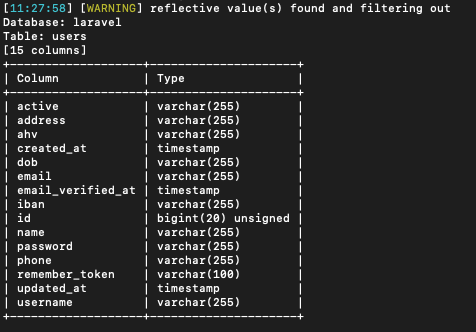 [11:27:58] [WARNING] reflective value(s) found and filtering out
Database: laravel
Table: users
[15 columns]
+-------------------+---------------------+
| Column            | Type                |
+-------------------+---------------------+
| active            | varchar(255)        |
| address           | varchar(255)        |
| ahv               | varchar(255)        |
| created_at        | timestamp           |
| dob               | varchar(255)        |
| email             | varchar(255)        |
| email_verified_at | timestamp           |
| iban              | varchar(255)        |
| id                | bigint(20) unsigned |
| name              | varchar(255)        |
| password          | varchar(255)        |
| phone             | varchar(255)        |
| remember_token    | varchar(100)        |
| updated_at        | timestamp           |
| username          | varchar(255)        |
+-------------------+---------------------+